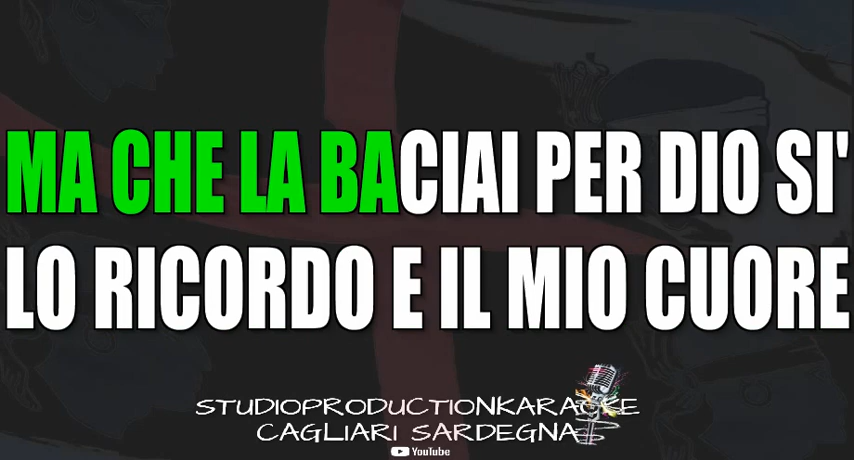 MA CHE LA BACIAI PER DIO SI'
LO RICORDO E IL MIO CUORE
STUDIOPRODUCTIONKARAOKE
CAGLIARI SARDEGNA
YouTube